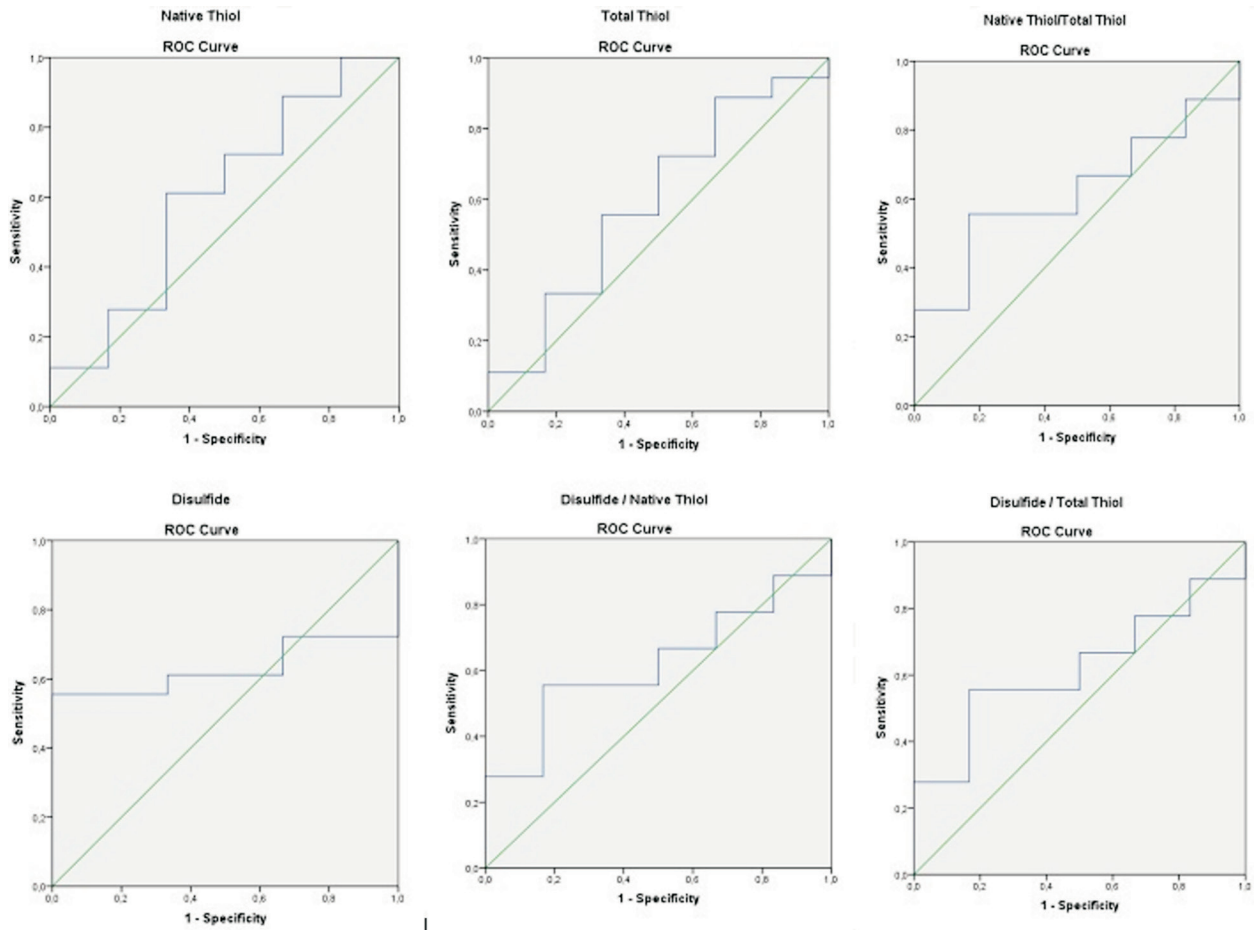 Native Thiol
ROC Curve
1,0
0,8
0,6
0,4
0,2
0,0
Sensitivity
0,0 0,2 0,4 0,6 0,8 1,0
1 - Specificity
Total Thiol
ROC Curve
1,0
0,8
0,6
0,4
0,2
0,0
Sensitivity
0,0 0,2 0,4 0,6 0,8 1,0
1 - Specificity
Native Thiol/Total Thiol
ROC Curve
1,0
0,8
0,6
0,4
0,2
0,0
Sensitivity
0,0 0,2 0,4 0,6 0,8 1,0
1 - Specificity
Disulfide
ROC Curve
1,0
0,8
0,6
0,4
0,2
0,0
Sensitivity
0,0 0,2 0,4 0,6 0,8 1,0
1 - Specificity
Disulfide / Native Thiol
ROC Curve
1,0
0,8
0,6
0,4
0,2
0,0
Sensitivity
0,0 0,2 0,4 0,6 0,8 1,0
1 - Specificity
Disulfide / Total Thiol
ROC Curve
1,0
0,8
0,6
0,4
0,2
0,0
Sensitivity
0,0 0,2 0,4 0,6 0,8 1,0
1 - Specificity